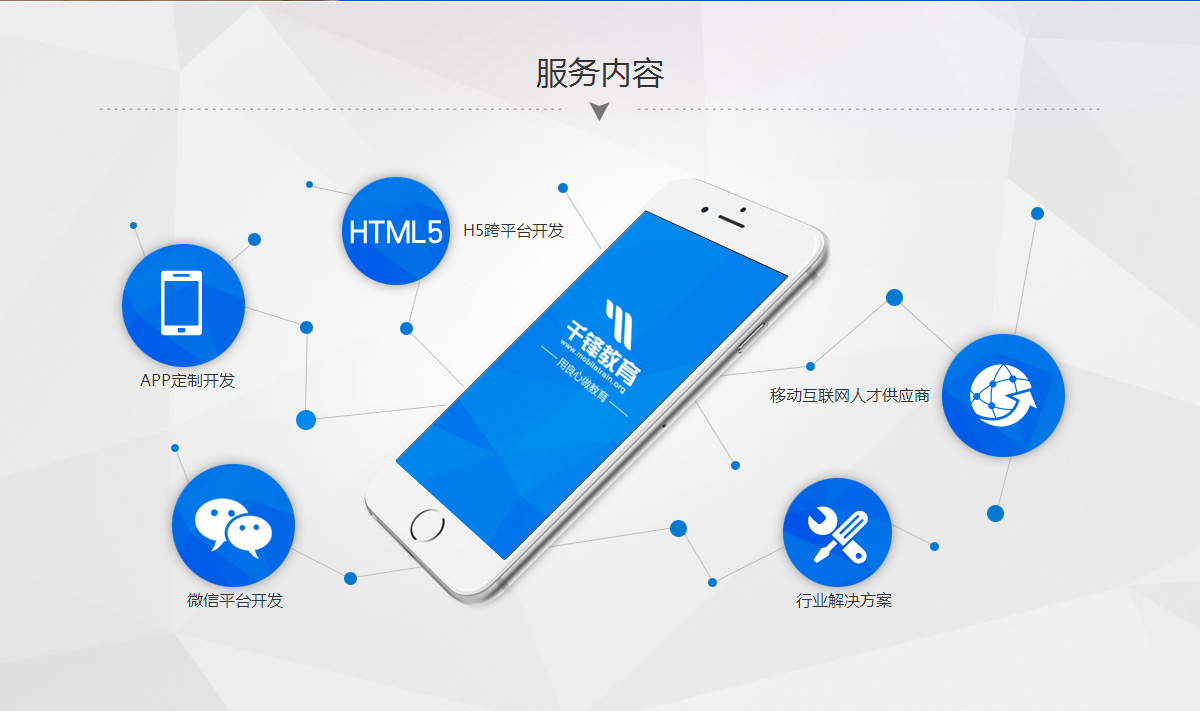 服务内容
HTML5
H5跨平台开发
APP定制开发
千锋教育
www.mobiletrain.org
用良心做教育
移动互联网人才供应商
微信平台开发
行业解决方案